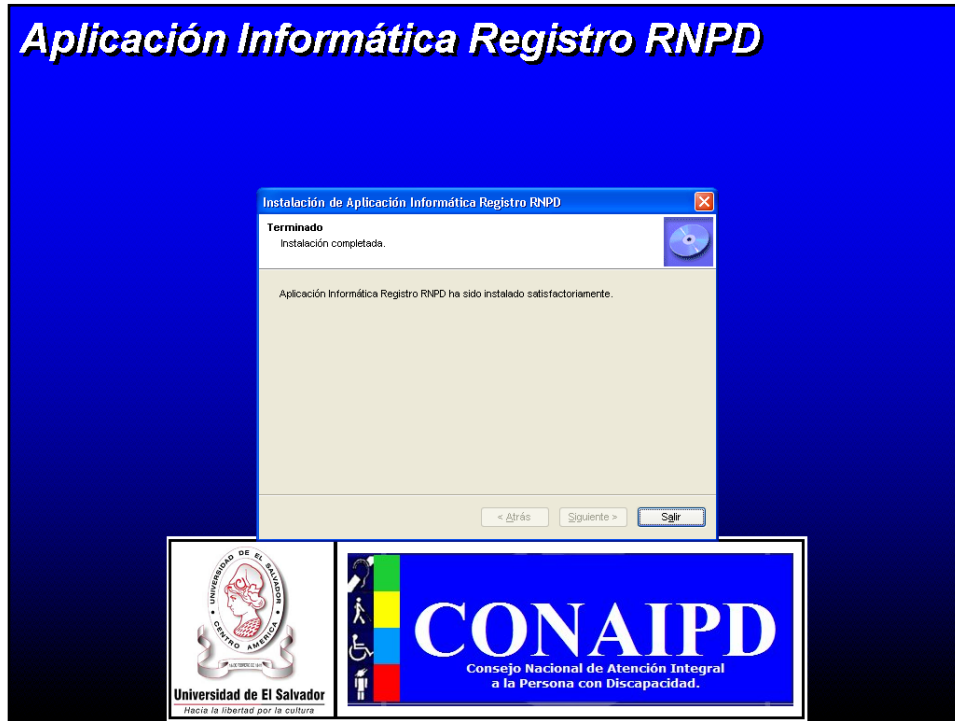 Aplicación Informática Registro RNPD
Instalación de Aplicación Informática Registro RNPD
Terminado
Instalación completada.
Aplicación Informática Registro RNPD ha sido instalado satisfactoriamente.
< Atrás
Siguiente >
Salir
UNIVERSIDAD DE EL SALVADOR
CENTRO AMERICA
Universidad de El Salvador
Hacia la libertad por la cultura
CONAIPD
Consejo Nacional de Atención Integral
a la Persona con Discapacidad.